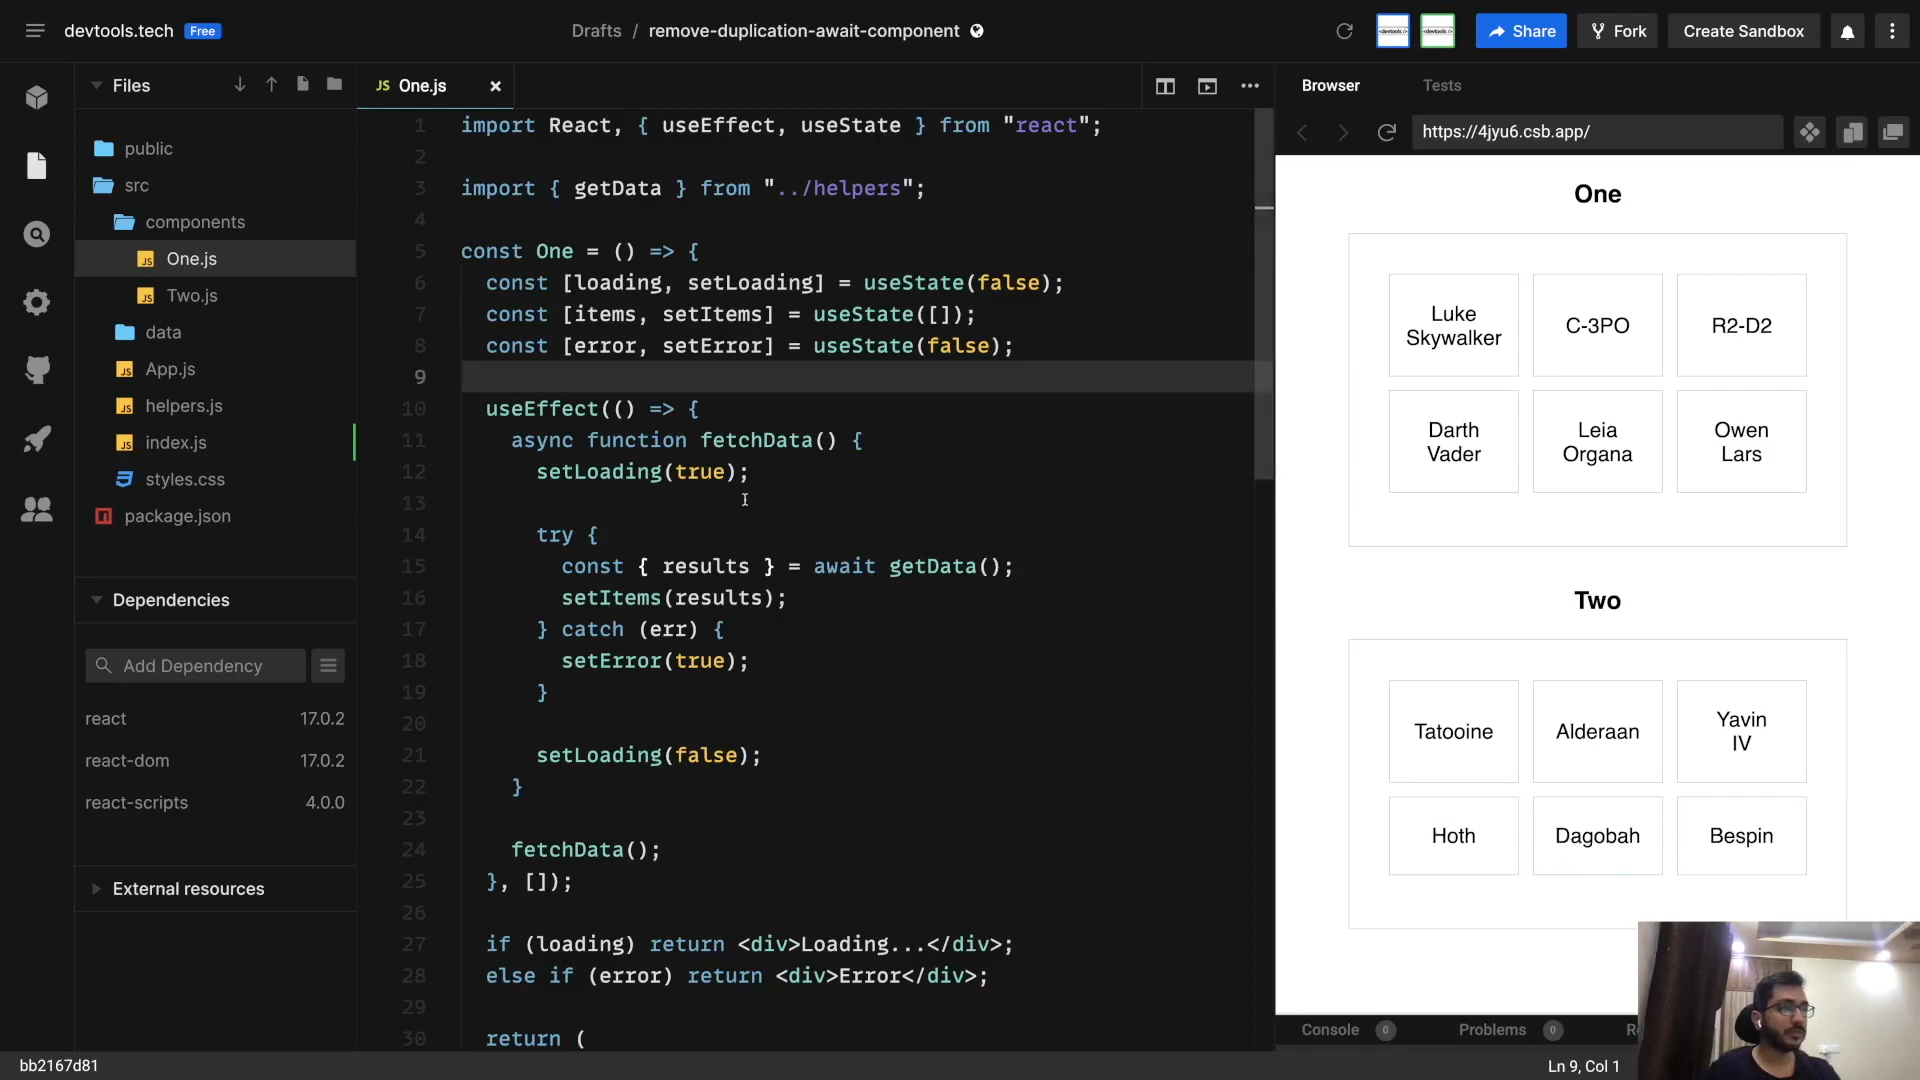 devtools.tech Free
Drafts / remove-duplication-await-component
Share
Fork
Create Sandbox
Files
public
src
components
One.js
Two.js
data
App.js
helpers.js
index.js
styles.css
package.json
Dependencies
Add Dependency
react 17.0.2
react-dom 17.0.2
react-scripts 4.0.0
External resources
bb2167d81
JS One.js
1 import React, { useEffect, useState } from "react";
2
3 import { getData } from "../helpers";
4
5 const One = () => {
6 const [loading, setLoading] = useState(false);
7 const [items, setItems] = useState([]);
8 const [error, setError] = useState(false);
9
10 useEffect(() => {
11 async function fetchData() {
12 setLoading(true);
13
14 try {
15 const { results } = await getData();
16 setItems(results);
17 } catch (err) {
18 setError(true);
19 }
20
21 setLoading(false);
22 }
23
24 fetchData();
25 }, []);
26
27 if (loading) return <div>Loading...</div>;
28 else if (error) return <div>Error</div>;
29
30 return (
Browser
Tests
https://4jyu6.csb.app/
One
Luke
Skywalker
C-3PO
R2-D2
Darth
Vader
Leia
Organa
Owen
Lars
Two
Tatooine
Alderaan
Yavin
IV
Hoth
Dagobah
Bespin
Console 0
Problems 0
Ln 9, Col 1